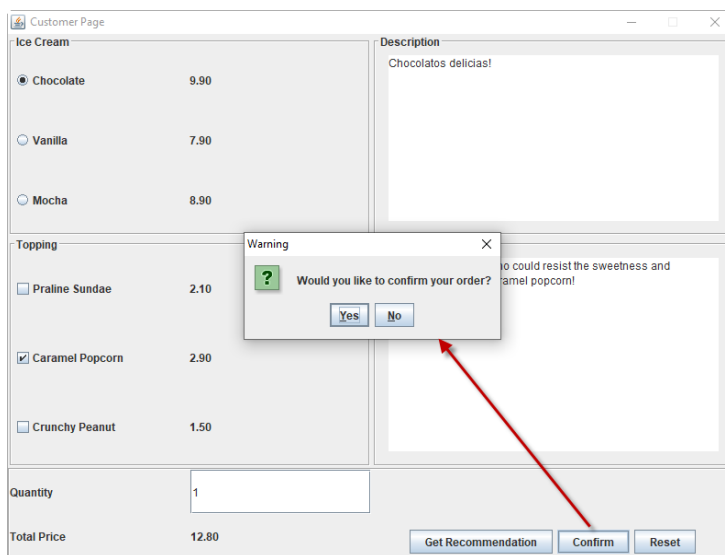 Customer Page
Ice Cream
Description
Chocolate 9.90
Chocolatos delicias!
Vanilla 7.90
Mocha 8.90
Topping
Warning
Would you like to confirm your order?
Yes No
could resist the sweetness and
popcorn!
Praline Sundae 2.10
Caramel Popcorn 2.90
Crunchy Peanut 1.50
Quantity 1
Total Price 12.80
Get Recommendation Confirm Reset